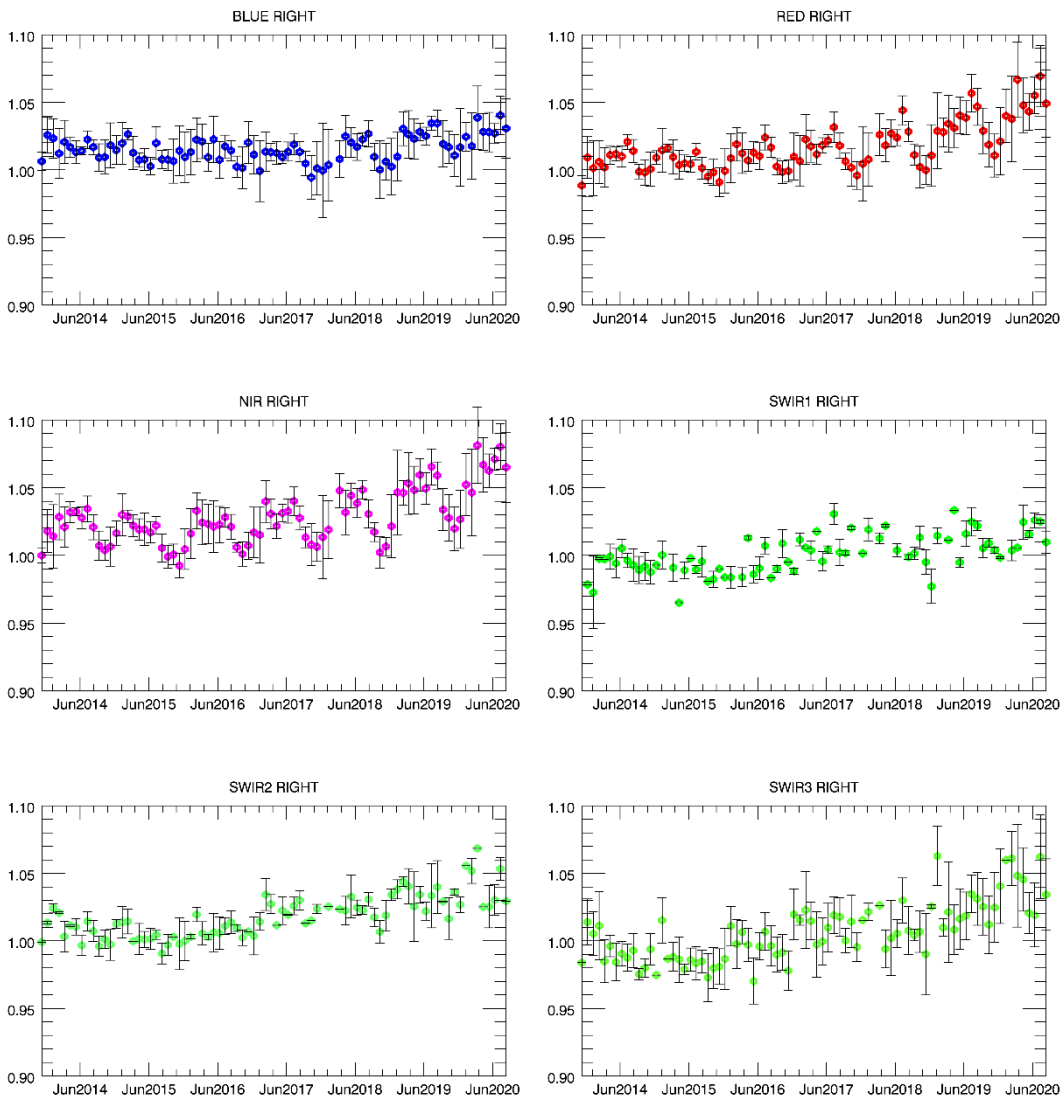 BLUE RIGHT
1.10
1.05
1.00
0.95
0.90
Jun2014 Jun2015 Jun2016 Jun2017 Jun2018 Jun2019 Jun2020
RED RIGHT
1.10
1.05
1.00
0.95
0.90
Jun2014 Jun2015 Jun2016 Jun2017 Jun2018 Jun2019 Jun2020
NIR RIGHT
1.10
1.05
1.00
0.95
0.90
Jun2014 Jun2015 Jun2016 Jun2017 Jun2018 Jun2019 Jun2020
SWIR1 RIGHT
1.10
1.05
1.00
0.95
0.90
Jun2014 Jun2015 Jun2016 Jun2017 Jun2018 Jun2019 Jun2020
SWIR2 RIGHT
1.10
1.05
1.00
0.95
0.90
Jun2014 Jun2015 Jun2016 Jun2017 Jun2018 Jun2019 Jun2020
SWIR3 RIGHT
1.10
1.05
1.00
0.95
0.90
Jun2014 Jun2015 Jun2016 Jun2017 Jun2018 Jun2019 Jun2020